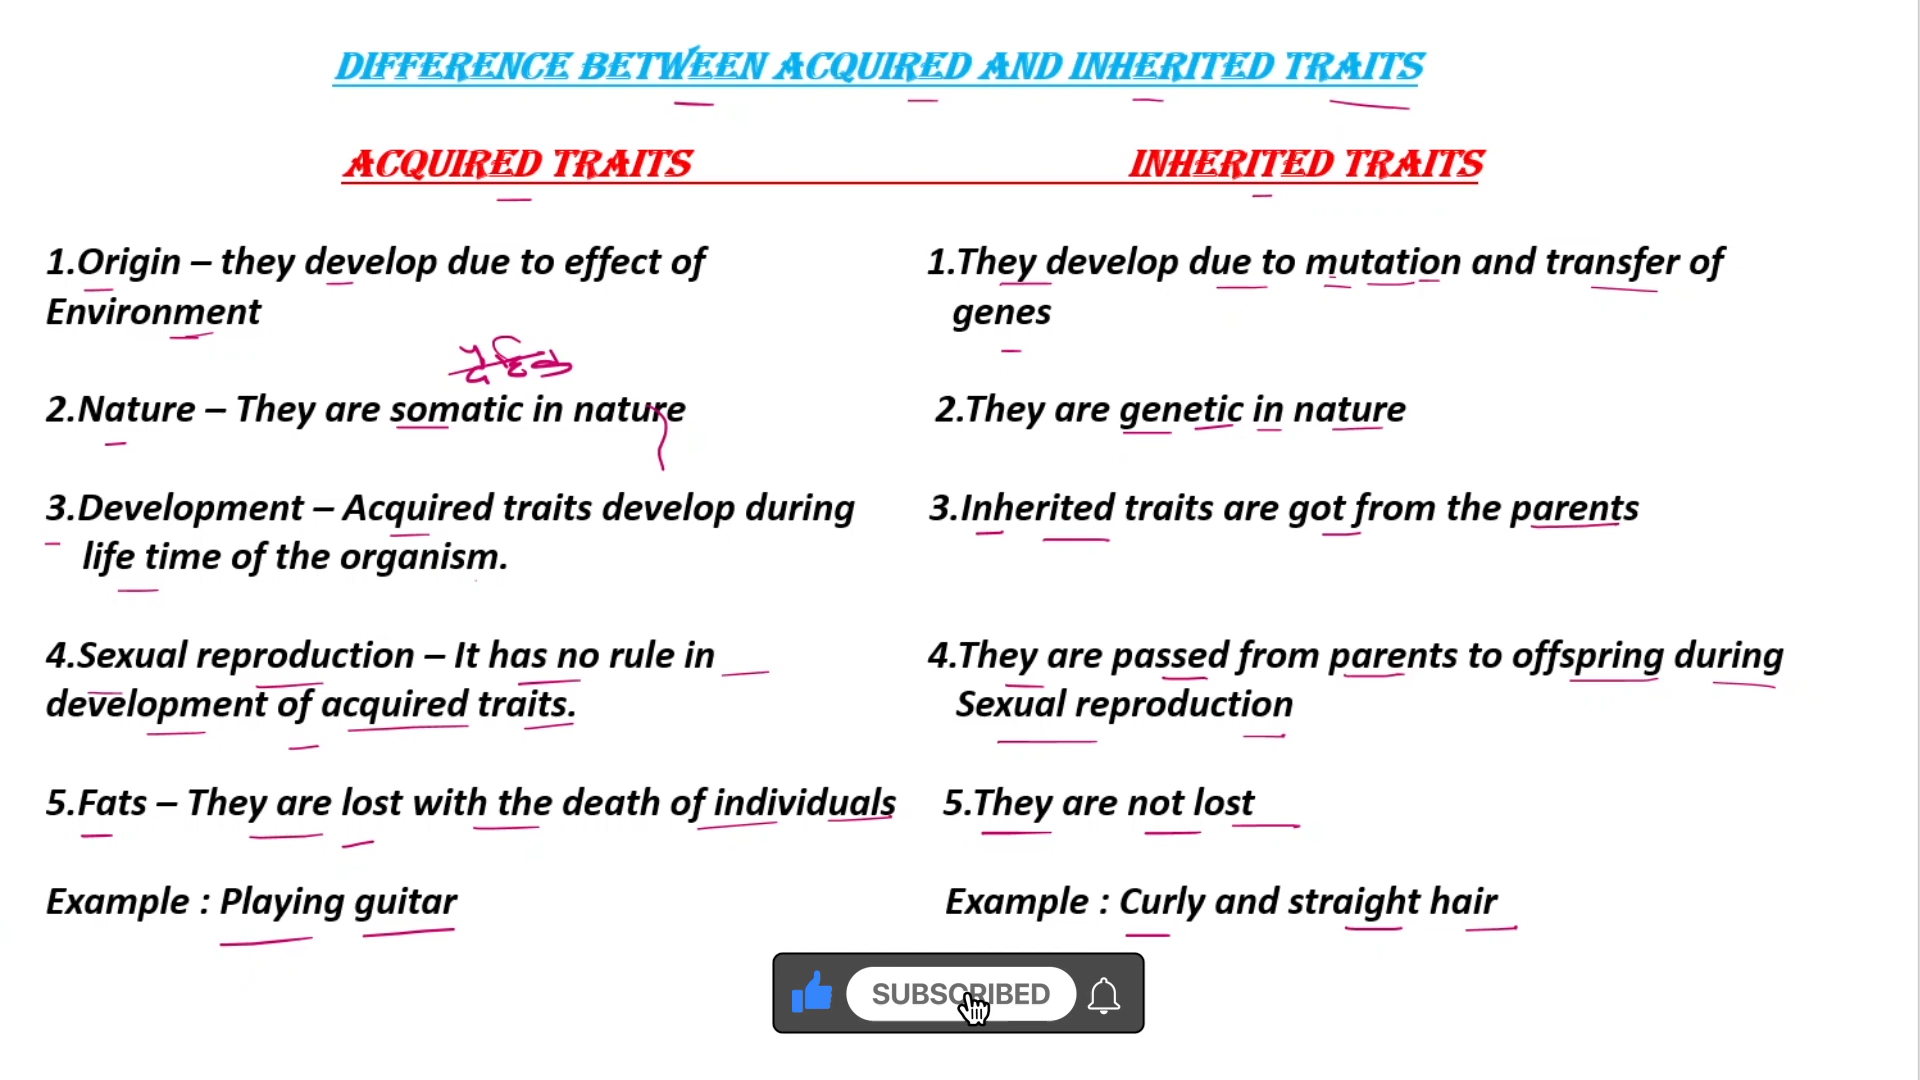 DIFFERENCE BETWEEN ACQUIRED AND INHERITED TRAITS
ACQUIRED TRAITS
INHERITED TRAITS
1.Origin – they develop due to effect of
Environment
1.They develop due to mutation and transfer of
genes
2.Nature – They are somatic in nature
2.They are genetic in nature
3.Development – Acquired traits develop during
life time of the organism.
3.Inherited traits are got from the parents
4.Sexual reproduction – It has no rule in
development of acquired traits.
4.They are passed from parents to offspring during
Sexual reproduction
5.Fats – They are lost with the death of individuals
5.They are not lost
Example : Playing guitar
Example : Curly and straight hair
SUBSCRIBED